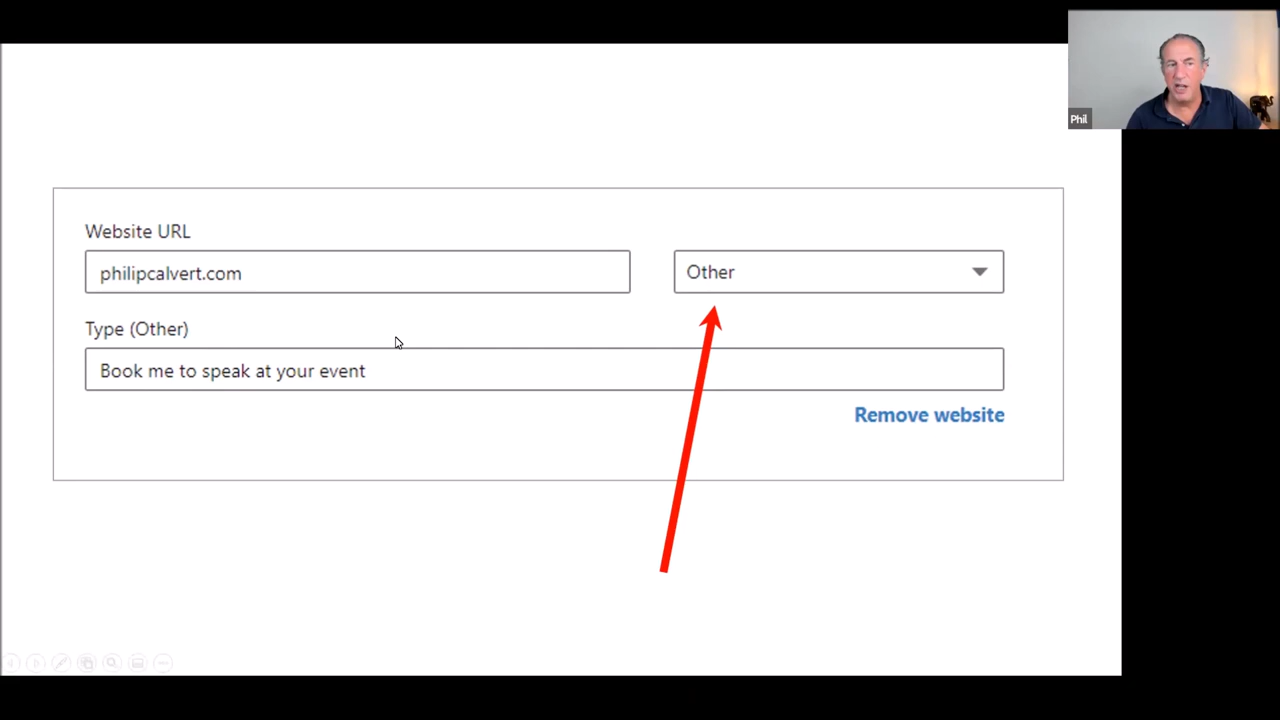 Phil
Website URL
philipcalvert.com
Other
Type (Other)
Book me to speak at your event
Remove website